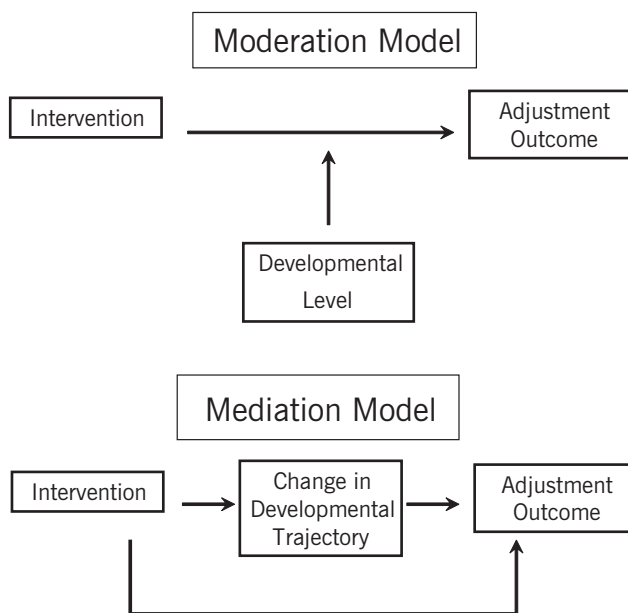 Moderation Model
Intervention
Adjustment
Outcome
Developmental
Level
Mediation Model
Intervention
Change in
Developmental
Trajectory
Adjustment
Outcome